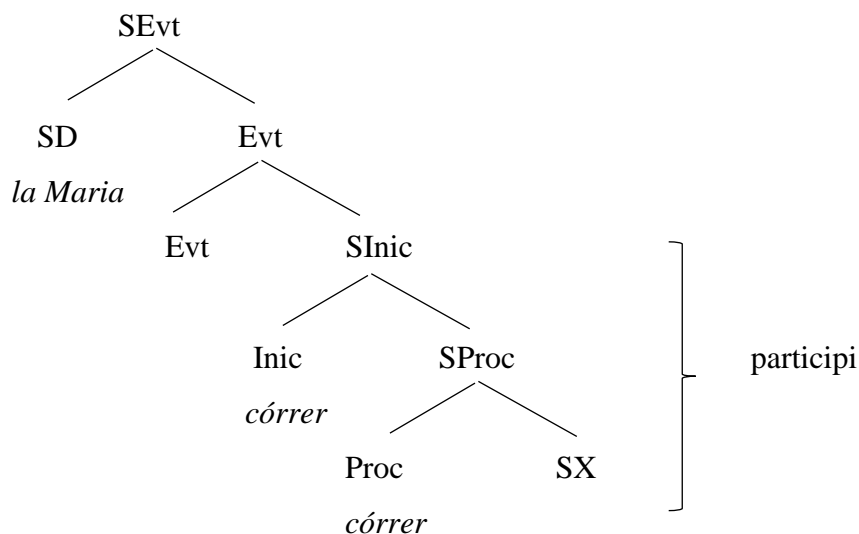 SEvt
SD Evt
la Maria
Evt SInic
Inic SProc participi
córrer
Proc SX
córrer